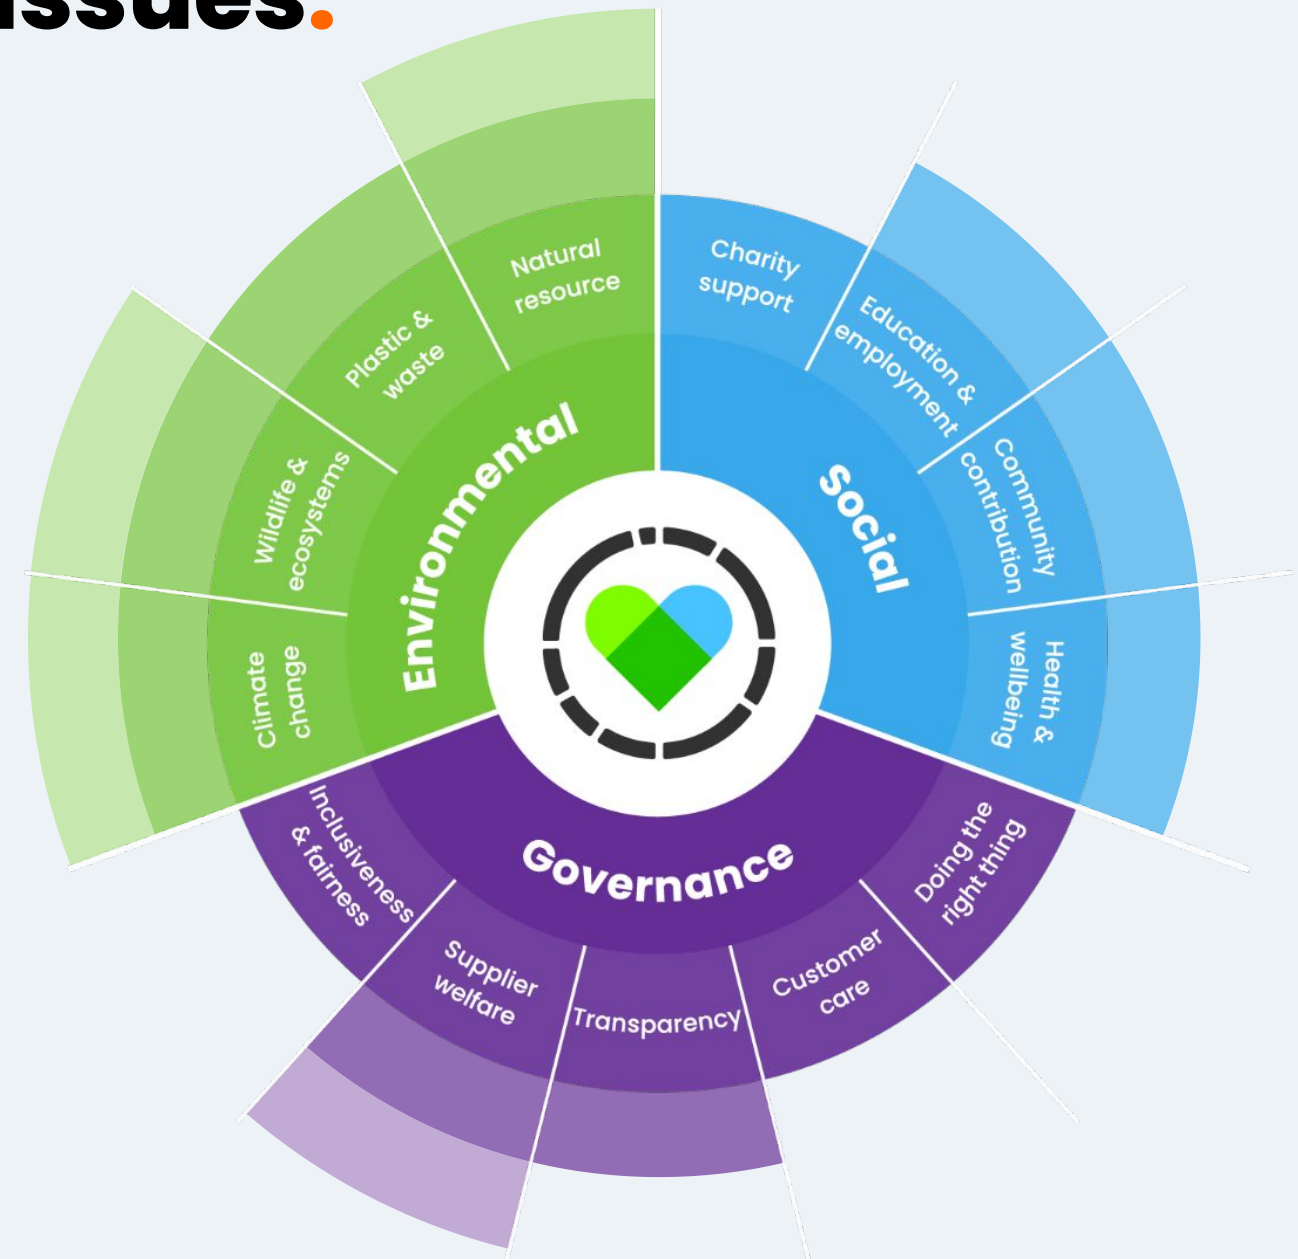 issues.
Natural
resource
Charity
support
Plastic &
waste
Education &
employment
Wildlife &
ecosystems
Community
contribution
Environmental
Social
Climate
change
Health &
wellbeing
Inclusiveness
& fairness
Governance
Doing the
right thing
Supplier
welfare
Transparency
Customer
care